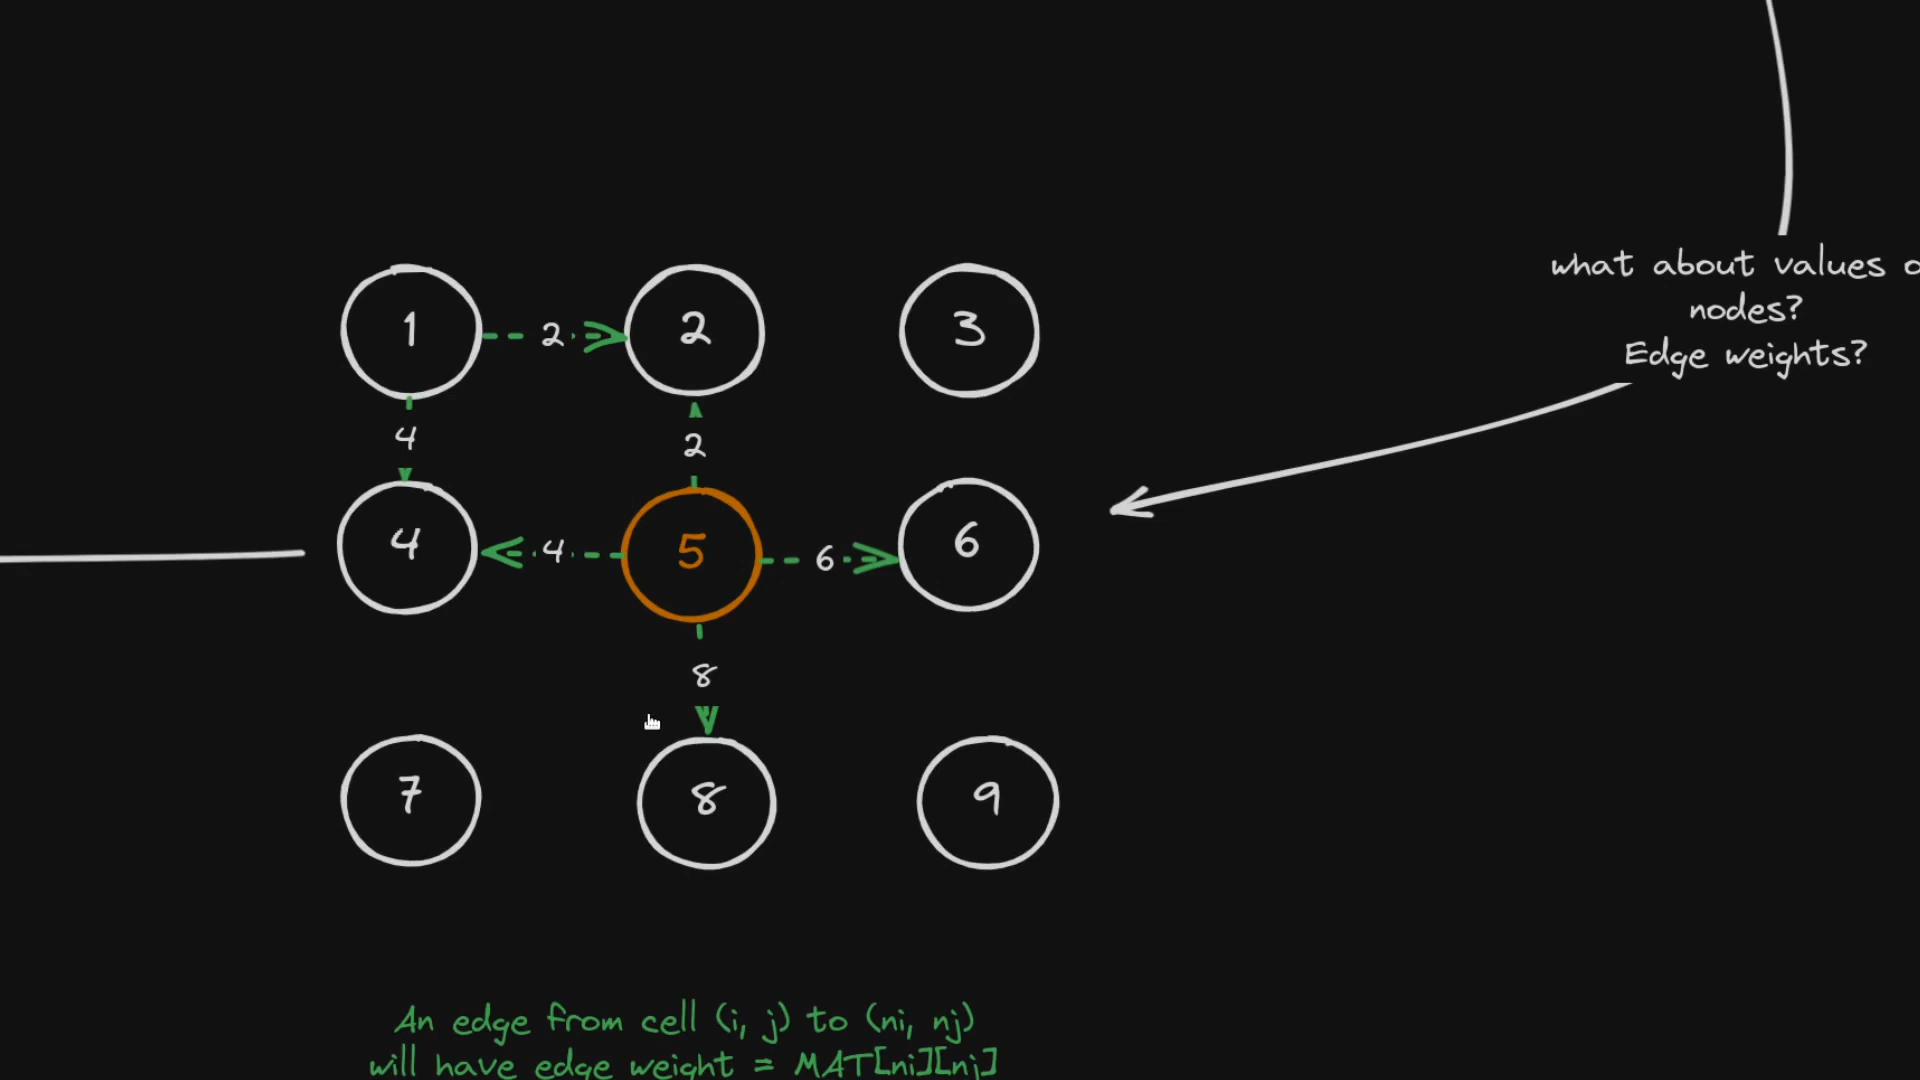 what about values
nodes?
Edge weights?
1 2 2 3
4 2
4 4 5 6 6
8
7 8 9
An edge from cell (i, j) to (ni, nj)
will have edge weight = MAT[ni][nj]